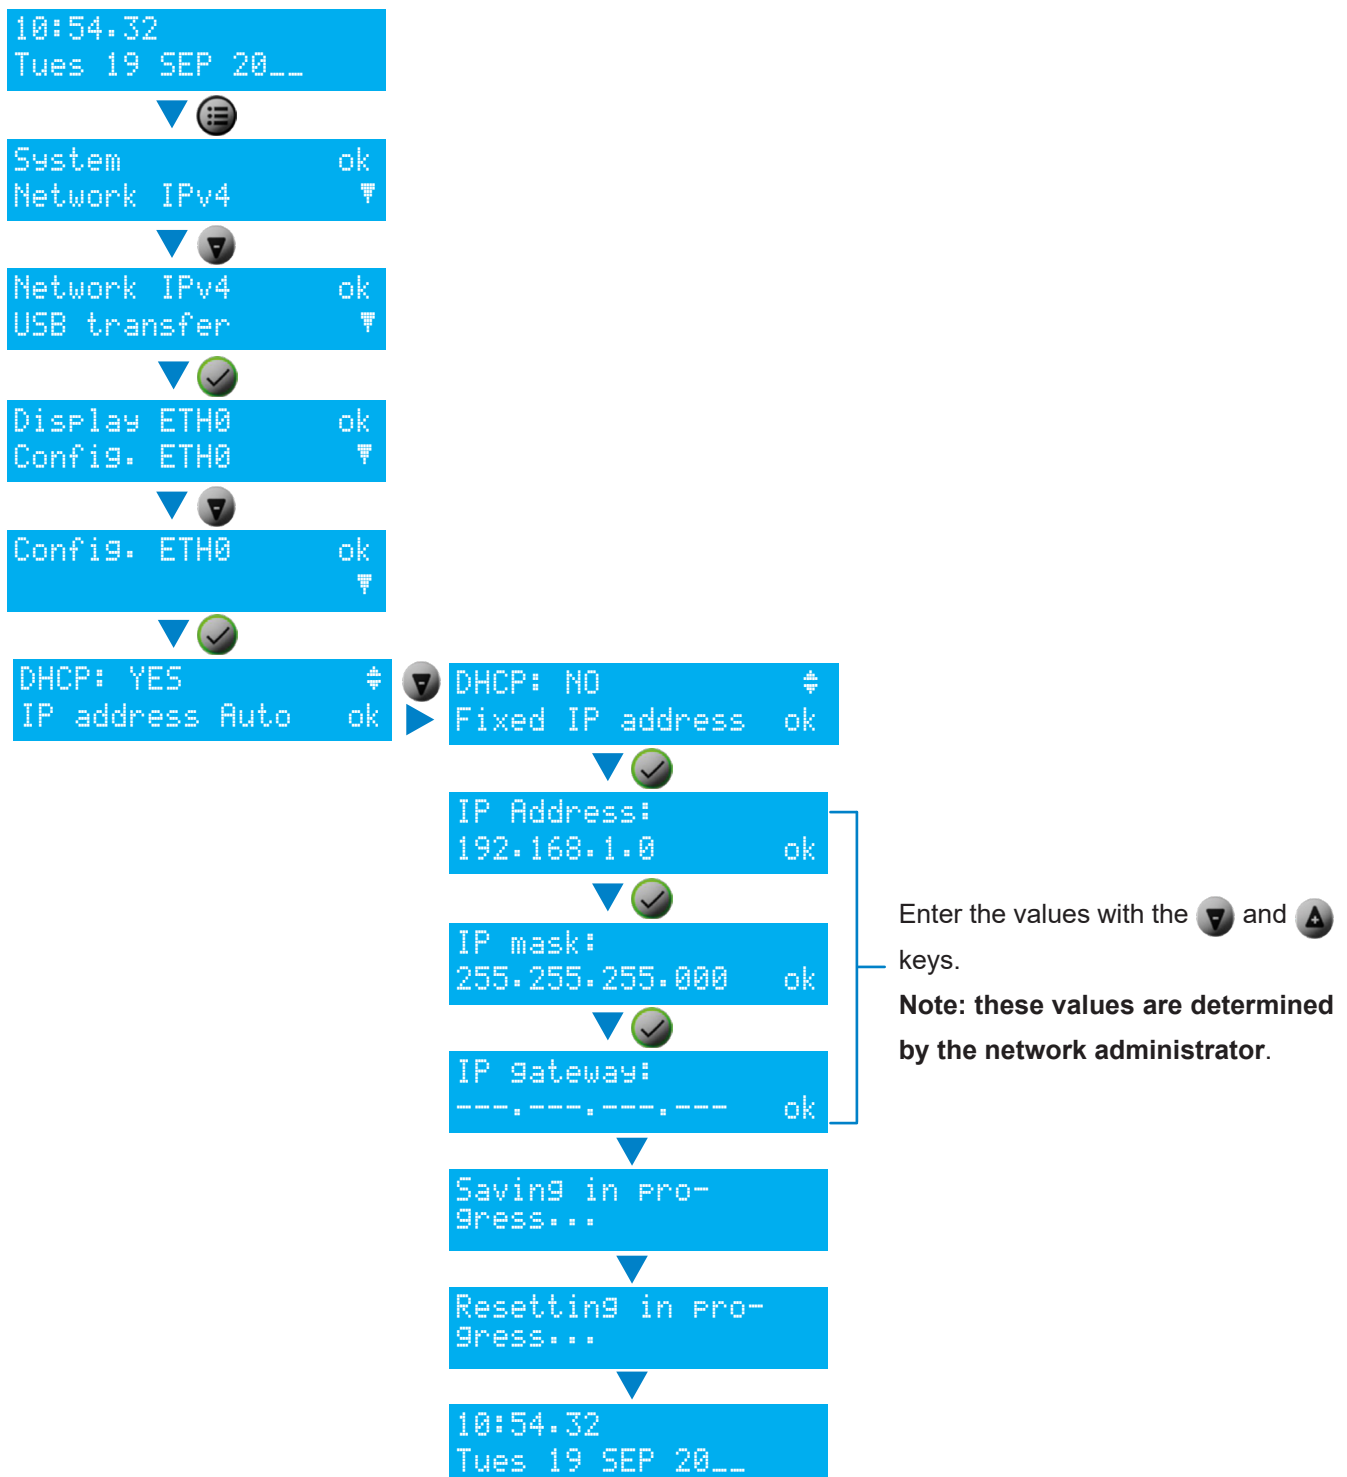 10:54.32
Tues 19 SEP 20__
System ok
Network IPv4
Network IPv4 ok
USB transfer
Display ETH0 ok
Config. ETH0
Config. ETH0 ok
DHCP: YES
IP address Auto ok
DHCP: NO
Fixed IP address ok
IP Address:
192.168.1.0 ok
IP mask:
255.255.255.000 ok
IP gateway:
---.---.---.--- ok
Enter the values with the and
keys.
Note: these values are determined
by the network administrator.
Saving in pro-
gress...
Resetting in pro-
gress...
10:54.32
Tues 19 SEP 20__